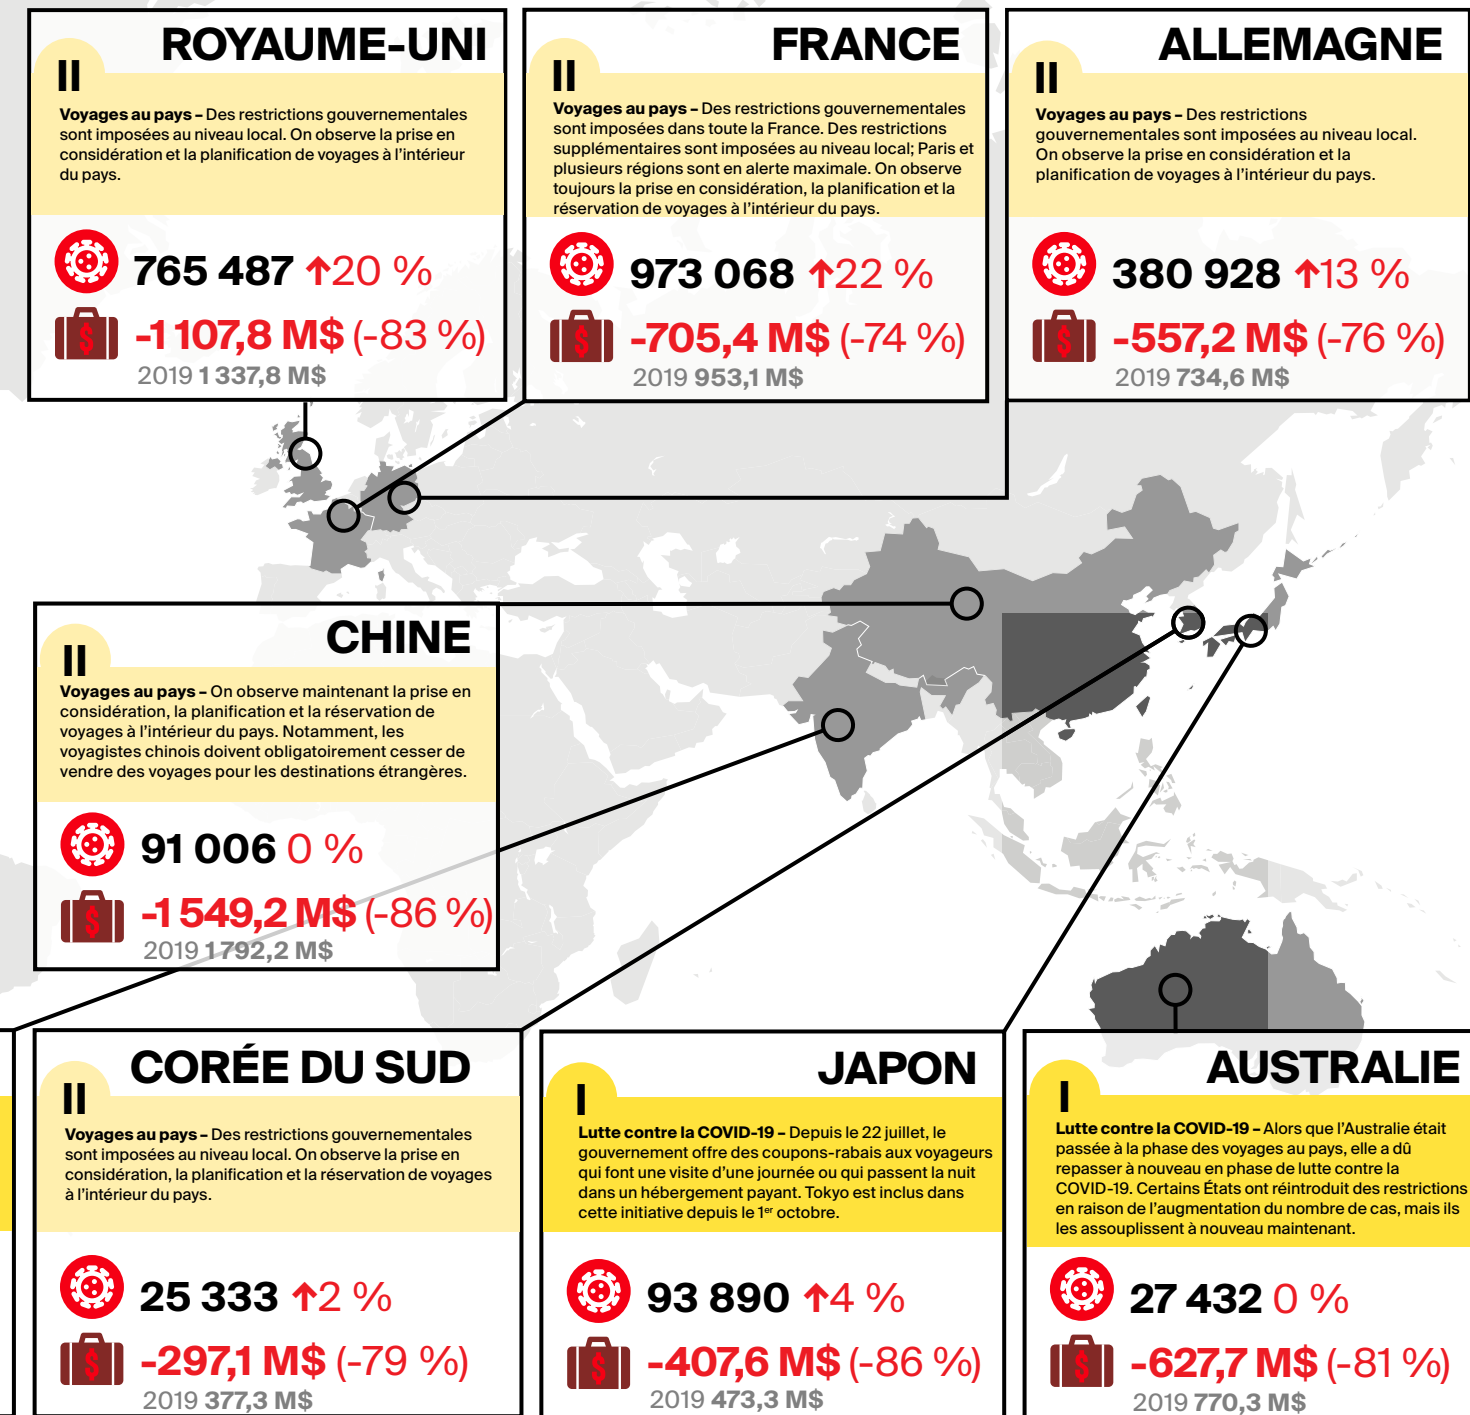 ROYAUME-UNI
II
Voyages au pays – Des restrictions gouvernementales
sont imposées au niveau local. On observe la prise en
considération et la planification de voyages à l’intérieur
du pays.
765 487 ↑20 %
-1 107,8 M$ (-83 %)
2019 1 337,8 M$
FRANCE
II
Voyages au pays – Des restrictions gouvernementales
sont imposées dans toute la France. Des restrictions
supplémentaires sont imposées au niveau local; Paris et
plusieurs régions sont en alerte maximale. On observe
toujours la prise en considération, la planification et la
réservation de voyages à l’intérieur du pays.
973 068 ↑22 %
-705,4 M$ (-74 %)
2019 953,1 M$
ALLEMAGNE
II
Voyages au pays – Des restrictions
gouvernementales sont imposées au niveau local.
On observe la prise en considération et la
planification de voyages à l’intérieur du pays.
380 928 ↑13 %
-557,2 M$ (-76 %)
2019 734,6 M$
CHINE
II
Voyages au pays – On observe maintenant la prise en
considération, la planification et la réservation de
voyages à l’intérieur du pays. Notamment, les
voyagistes chinois doivent obligatoirement cesser de
vendre des voyages pour les destinations étrangères.
91 006 0 %
-1 549,2 M$ (-86 %)
2019 1 792,2 M$
CORÉE DU SUD
II
Voyages au pays – Des restrictions gouvernementales
sont imposées au niveau local. On observe la prise en
considération, la planification et la réservation de voyages
à l’intérieur du pays.
25 333 ↑2 %
-297,1 M$ (-79 %)
2019 377,3 M$
JAPON
I
Lutte contre la COVID-19 – Depuis le 22 juillet, le
gouvernement offre des coupons-rabais aux voyageurs
qui font une visite d’une journée ou qui passent la nuit
dans un hébergement payant. Tokyo est inclus dans
cette initiative depuis le 1er octobre.
93 890 ↑4 %
-407,6 M$ (-86 %)
2019 473,3 M$
AUSTRALIE
I
Lutte contre la COVID-19 – Alors que l’Australie était
passée à la phase des voyages au pays, elle a dû
repasser à nouveau en phase de lutte contre la
COVID-19. Certains États ont réintroduit des restrictions
en raison de l’augmentation du nombre de cas, mais ils
les assouplissent à nouveau maintenant.
27 432 0 %
-627,7 M$ (-81 %)
2019 770,3 M$